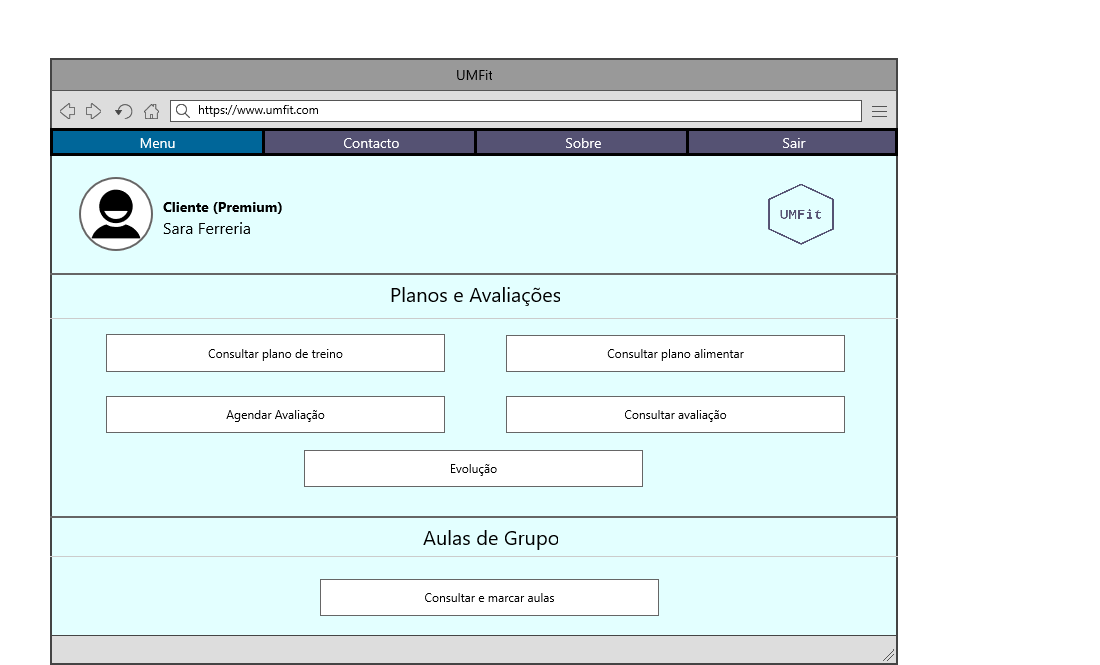 UMFit
https://www.umfit.com
Menu Contacto Sobre Sair
Cliente (Premium)
Sara Ferreria
UMFit
Planos e Avaliações
Consultar plano de treino Consultar plano alimentar
Agendar Avaliação Consultar avaliação
Evolução
Aulas de Grupo
Consultar e marcar aulas